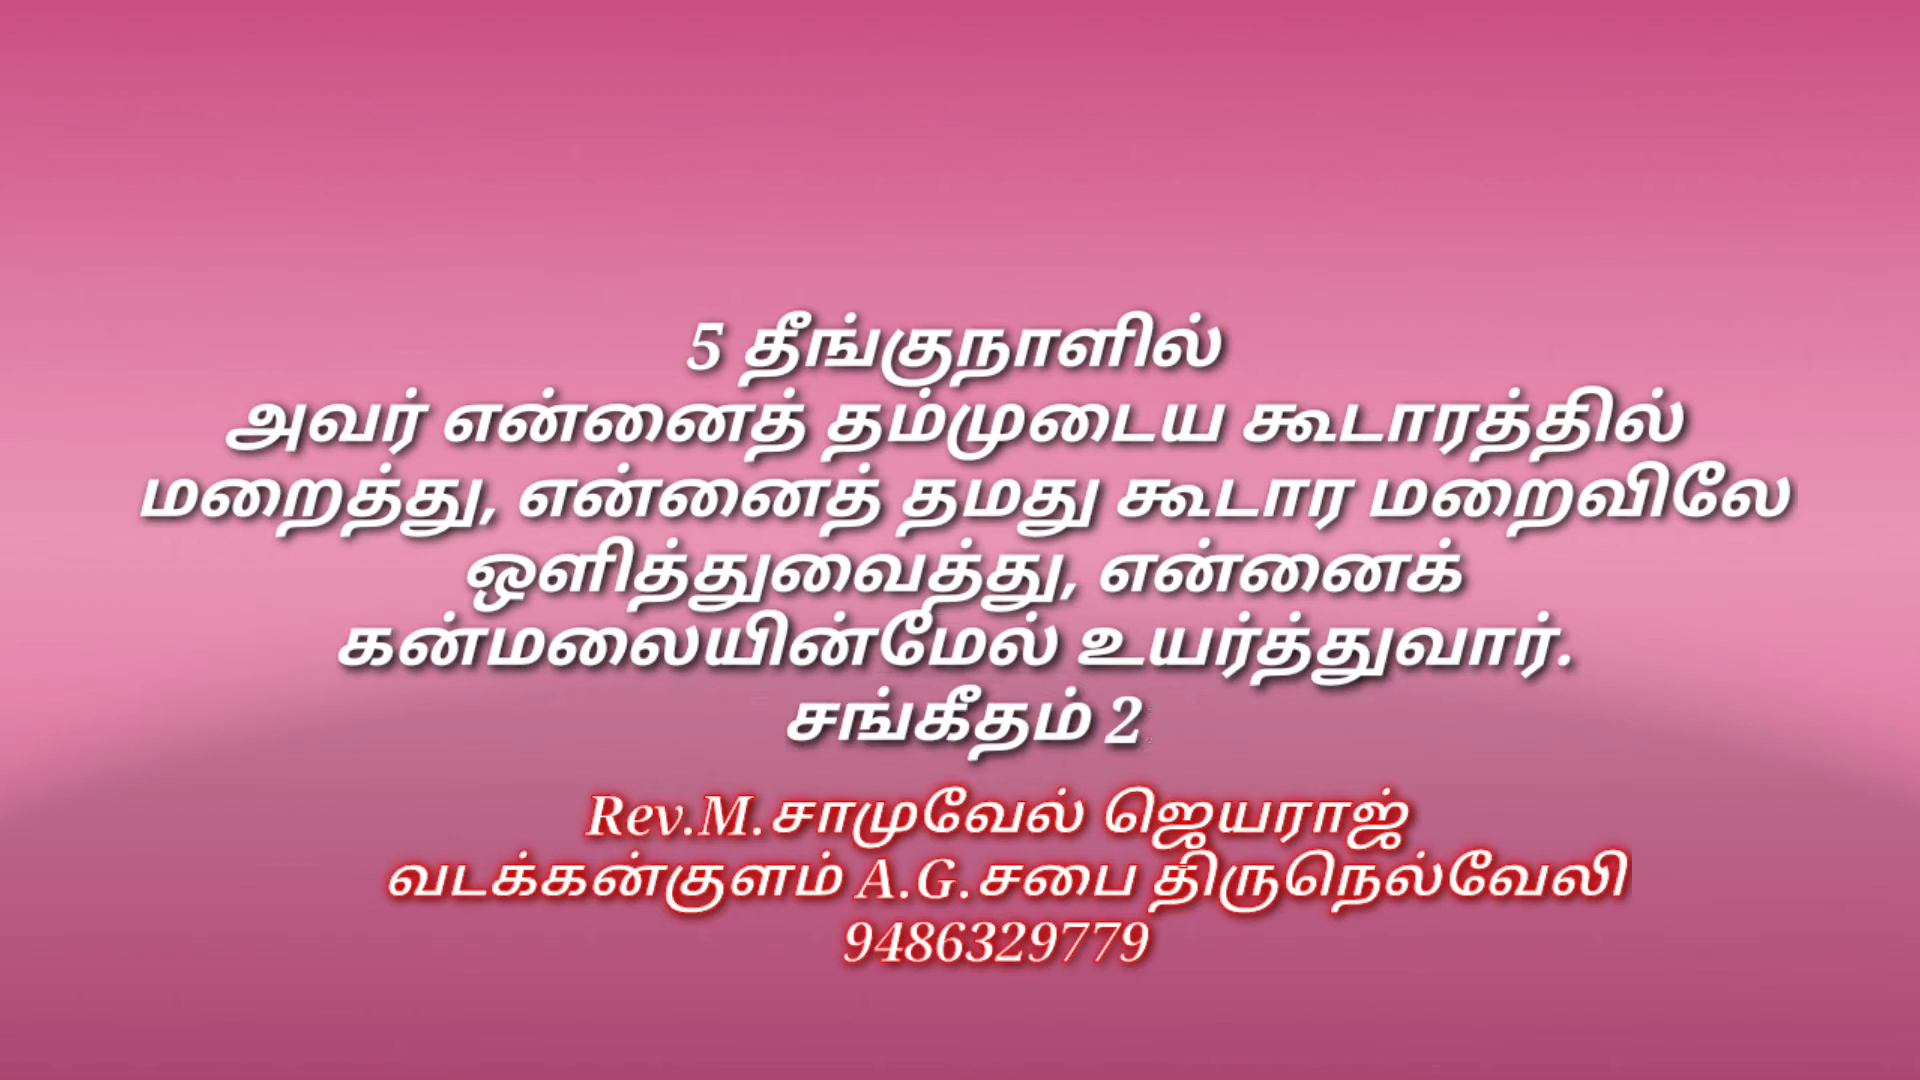 5 தீங்குநாளில்
அவர் என்னைத் தம்முடைய கூடாரத்தில்
மறைத்து, என்னைத் தமது கூடார மறைவிலே
ஒளித்துவைத்து, என்னைக்
கன்மலையின்மேல் உயர்த்துவார்.
சங்கீதம் 2
Rev.M.சாமுவேல் ஜெயராஜ்
வடக்கன்குளம் A.G.சபை திருநெல்வேலி
9486329779